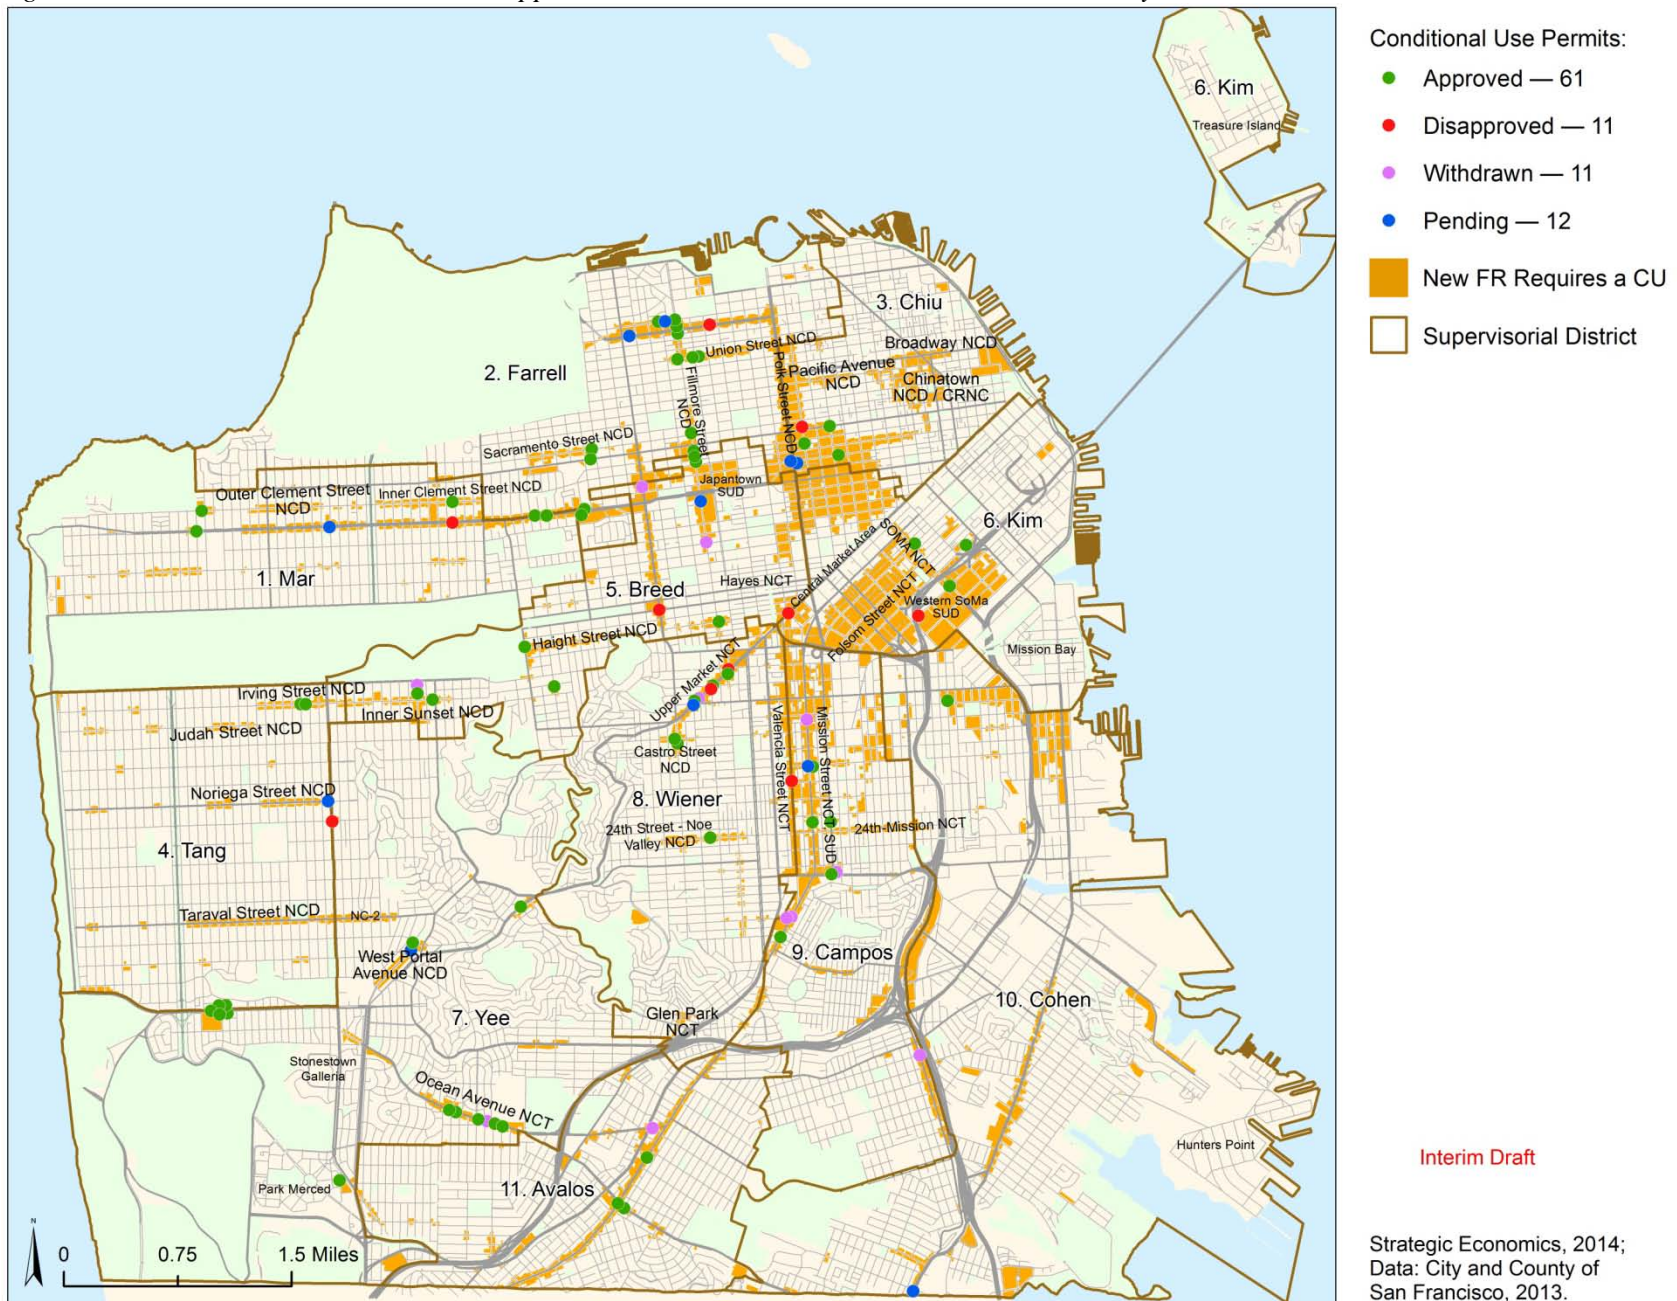 Conditional Use Permits:
Approved — 61
Disapproved — 11
Withdrawn — 11
Pending — 12
New FR Requires a CU
Supervisorial District
6. Kim
Treasure Island
3. Chiu
Broadway NCD
Union Street NCD
Pacific Avenue
NCD
Chinatown
NCD / CRNC
2. Farrell
Fillmore Street
NCD
Polk Street NCD
Sacramento Street NCD
Japantown
SUD
Outer Clement Street
NCD
Inner Clement Street NCD
6. Kim
1. Mar
5. Breed
Hayes NCT
Central Market Area
SOMA NCT
Folsom Street NCT
Western SoMa
SUD
Haight Street NCD
Mission Bay
Irving Street NCD
Inner Sunset NCD
Judah Street NCD
Upper Market NCT
Castro Street
NCD
Valencia Street NCT
Mission Street NCT SUD
Noriega Street NCD
8. Wiener
24th Street - Noe
Valley NCD
24th-Mission NCT
4. Tang
Taraval Street NCD
NC-2
West Portal
Avenue NCD
9. Campos
10. Cohen
7. Yee
Glen Park
NCT
Stonestown
Galleria
Ocean Avenue NCT
Hunters Point
Park Merced
11. Avalos
N
0 0.75 1.5 Miles
Interim Draft
Strategic Economics, 2014;
Data: City and County of
San Francisco, 2013.